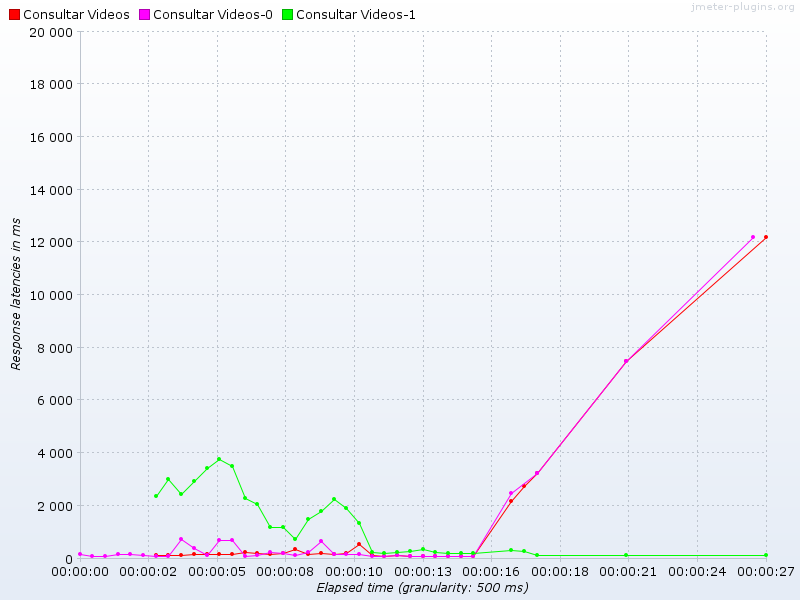 Consultar Videos Consultar Videos-0 Consultar Videos-1
jmeter-plugins.org
20 000
18 000
16 000
14 000
12 000
10 000
8 000
6 000
4 000
2 000
0
Response latencies in ms
00:00:00 00:00:02 00:00:05 00:00:08 00:00:10 00:00:13 00:00:16 00:00:18 00:00:21 00:00:24 00:00:27
Elapsed time (granularity: 500 ms)